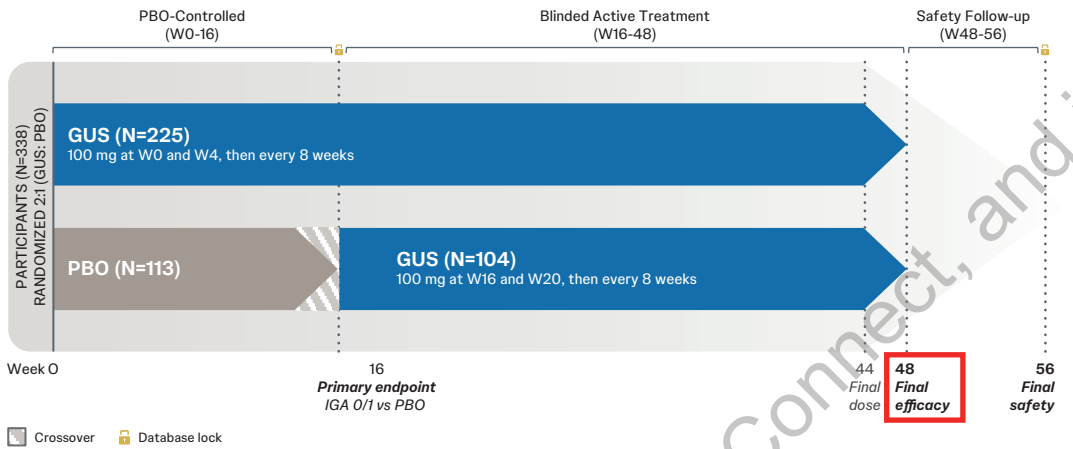 PBO-Controlled
(W0-16)
Blinded Active Treatment
(W16-48)
Safety Follow-up
(W48-56)
PARTICIPANTS (N=338)
RANDOMIZED 2:1 (GUS: PBO)
GUS (N=225)
100 mg at W0 and W4, then every 8 weeks
PBO (N=113)
GUS (N=104)
100 mg at W16 and W20, then every 8 weeks
Week 0
16
Primary endpoint
IGA 0/1 vs PBO
44
Final
dose
48
Final
efficacy
56
Final
safety
Crossover
Database lock
Connect, and